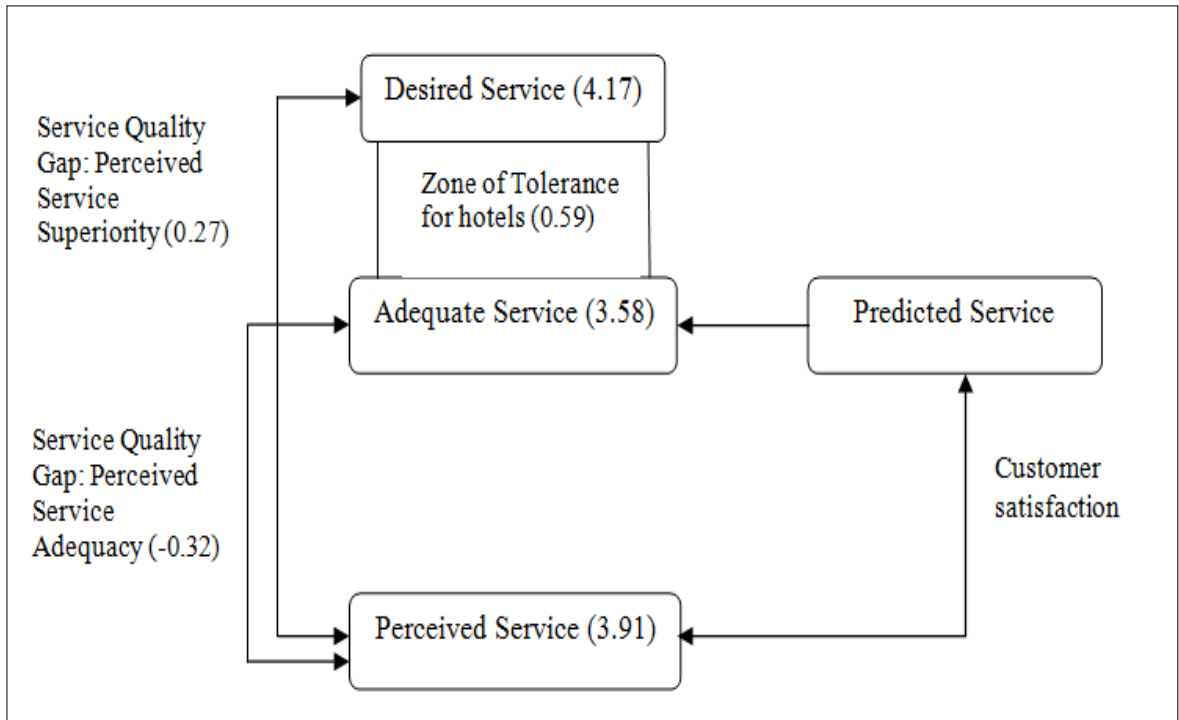 Desired Service (4.17)
Service Quality
Gap: Perceived
Service
Superiority (0.27)
Zone of Tolerance
for hotels (0.59)
Adequate Service (3.58)
Predicted Service
Service Quality
Gap: Perceived
Service
Adequacy (-0.32)
Customer
satisfaction
Perceived Service (3.91)